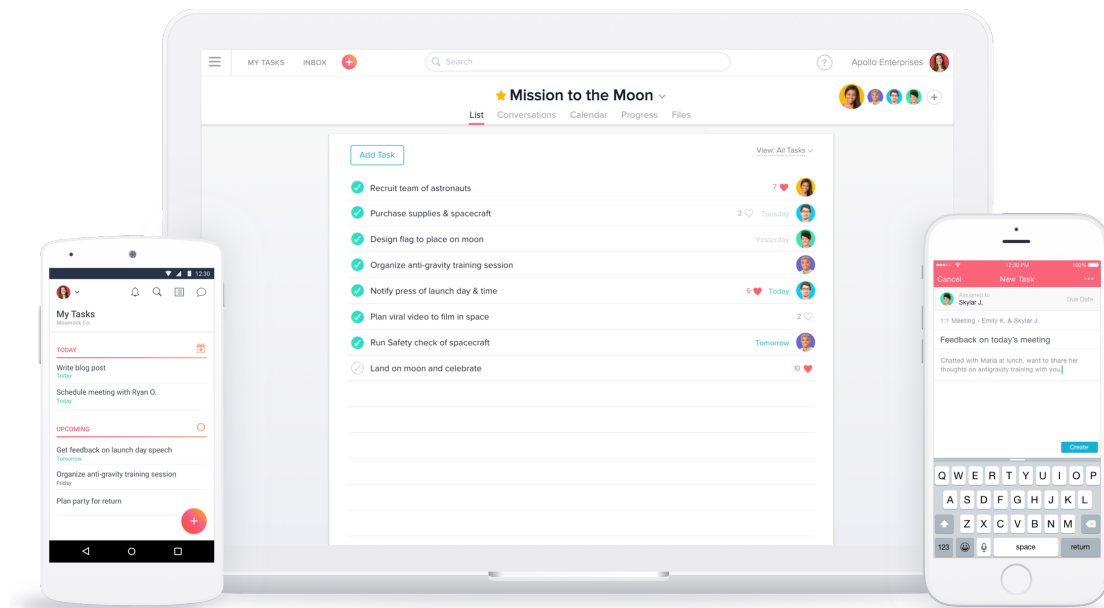 MY TASKS INBOX Search ? Apollo Enterprises
Mission to the Moon
List Conversations Calendar Progress Files
Add Task View: All Tasks
Recruit team of astronauts 7
Purchase supplies & spacecraft 2 Tuesday
Design flag to place on moon Yesterday
Organize anti-gravity training session
Notify press of launch day & time 6 Today
Plan viral video to film in space 2
Run Safety check of spacecraft Tomorrow
Land on moon and celebrate 10
12:30
My Tasks
Moonrock Co.
TODAY
Write blog post
Today
Schedule meeting with Ryan O.
Today
UPCOMING
Get feedback on launch day speech
Tomorrow
Organize anti-gravity training session
Friday
Plan party for return
12:30 PM 100%
Cancel New Task
Assigned to
Skylar J. Due Date
1:1 Meeting - Emily K. & Skylar J.
Feedback on today's meeting
Chatted with Maria at lunch, want to share her
thoughts on antigravity training with you.
Create
Q W E R T Y U I O P
A S D F G H J K L
Z X C V B N M
123 space return